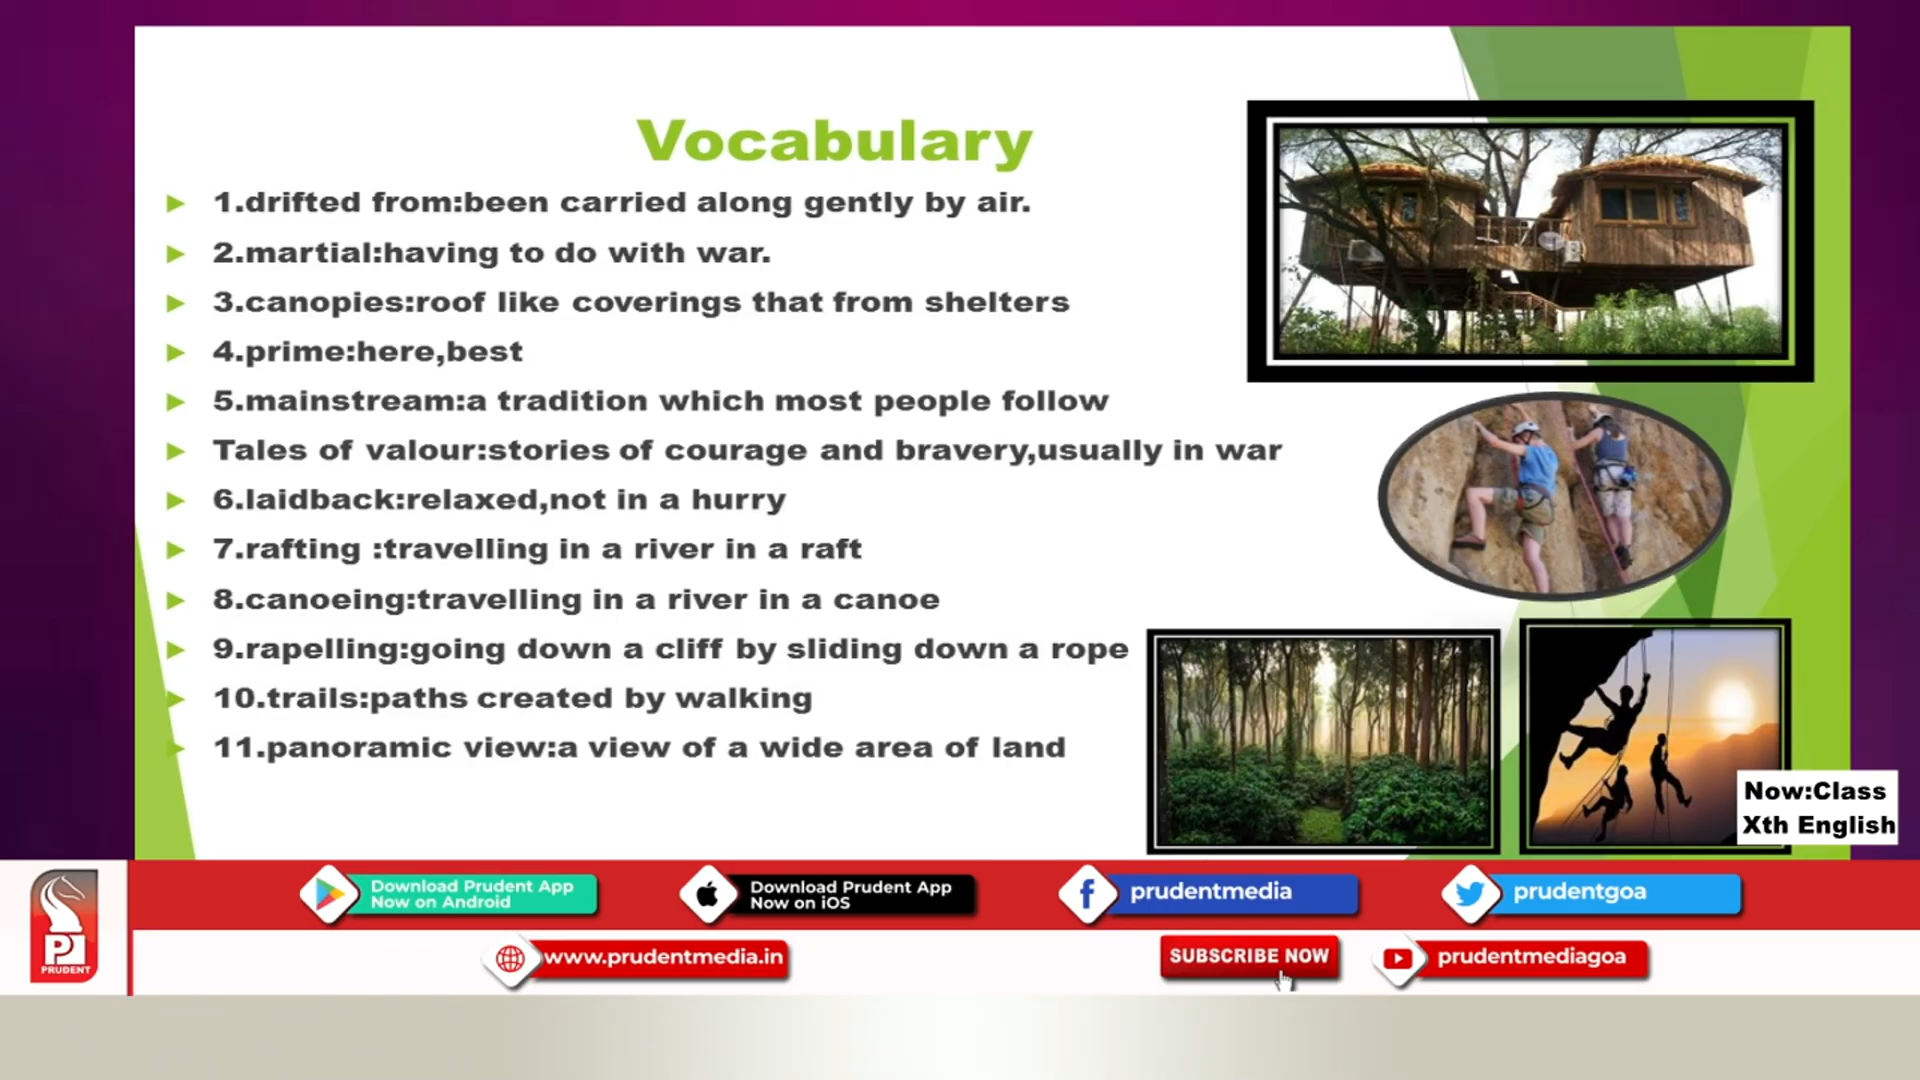 Vocabulary
1.drifted from:been carried along gently by air.
2.martial:having to do with war.
3.canopies:roof like coverings that from shelters
4.prime:here,best
5.mainstream:a tradition which most people follow
Tales of valour:stories of courage and bravery,usually in war
6.laidback:relaxed,not in a hurry
7.rafting :travelling in a river in a raft
8.canoeing:travelling in a river in a canoe
9.rapelling:going down a cliff by sliding down a rope
10.trails:paths created by walking
11.panoramic view:a view of a wide area of land
Now:Class
Xth English
Download Prudent App
Now on Android
Download Prudent App
Now on iOS
prudentmedia
prudentgoa
PRUDENT
www.prudentmedia.in
SUBSCRIBE NOW
prudentmediagoa